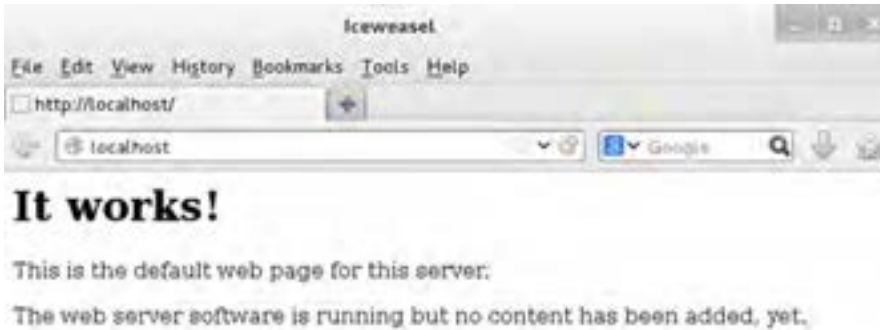 Iceweasel
File Edit View History Bookmarks Tools Help
http://localhost/
localhost Google
It works!
This is the default web page for this server.
The web server software is running but no content has been added, yet.